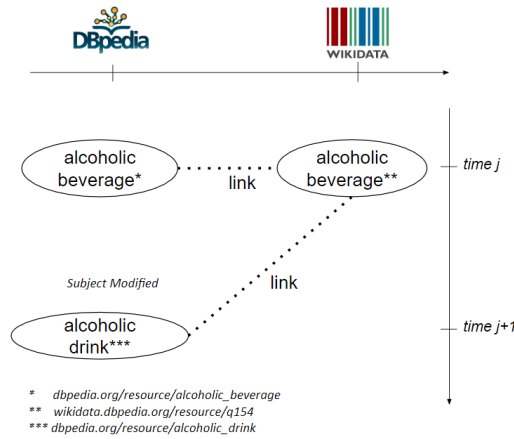 DBpedia
WIKIDATA
alcoholic
beverage*
link
alcoholic
beverage**
time j
Subject Modified
link
alcoholic
drink***
time j+1
* dbpedia.org/resource/alcoholic_beverage
** wikidata.dbpedia.org/resource/q154
*** dbpedia.org/resource/alcoholic_drink